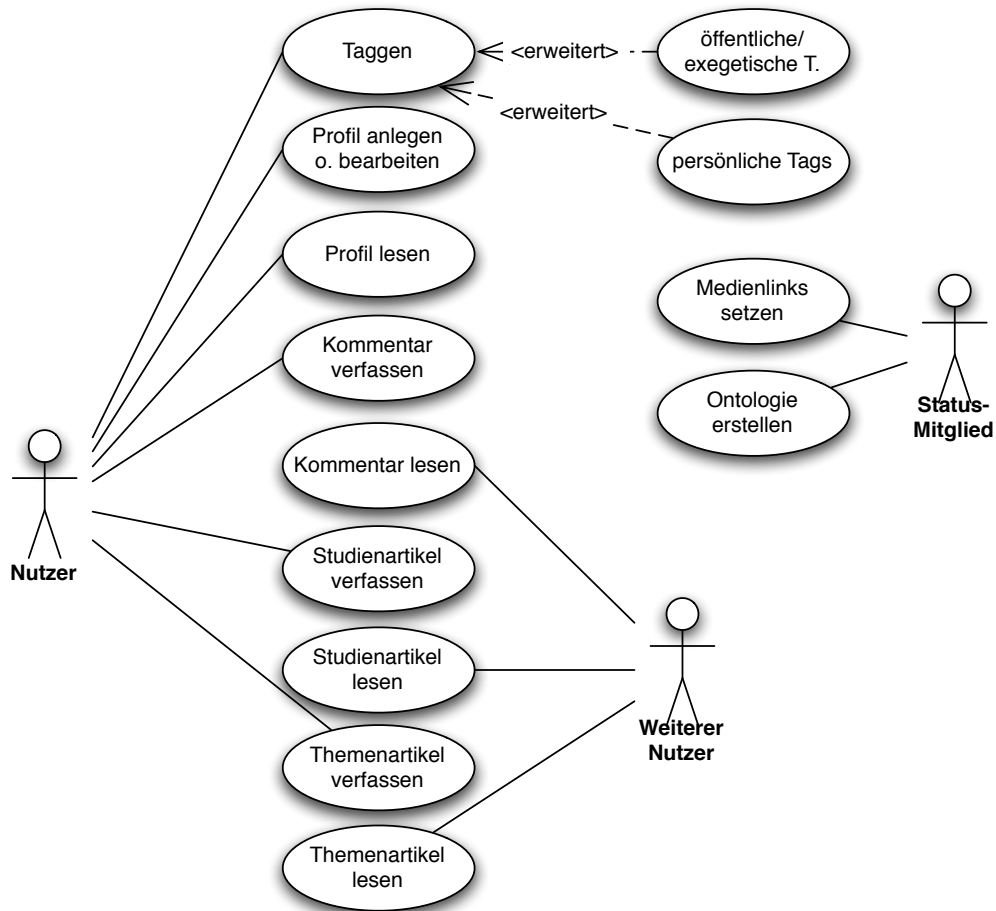 Taggen
<erweitert>
öffentliche/
exegetische T.
<erweitert>
Profil anlegen
o. bearbeiten
persönliche Tags
Profil lesen
Medienlinks
setzen
Kommentar
verfassen
Ontologie
erstellen
Status-
Mitglied
Kommentar lesen
Studienartikel
verfassen
Nutzer
Studienartikel
lesen
Weiterer
Nutzer
Themenartikel
verfassen
Themenartikel
lesen